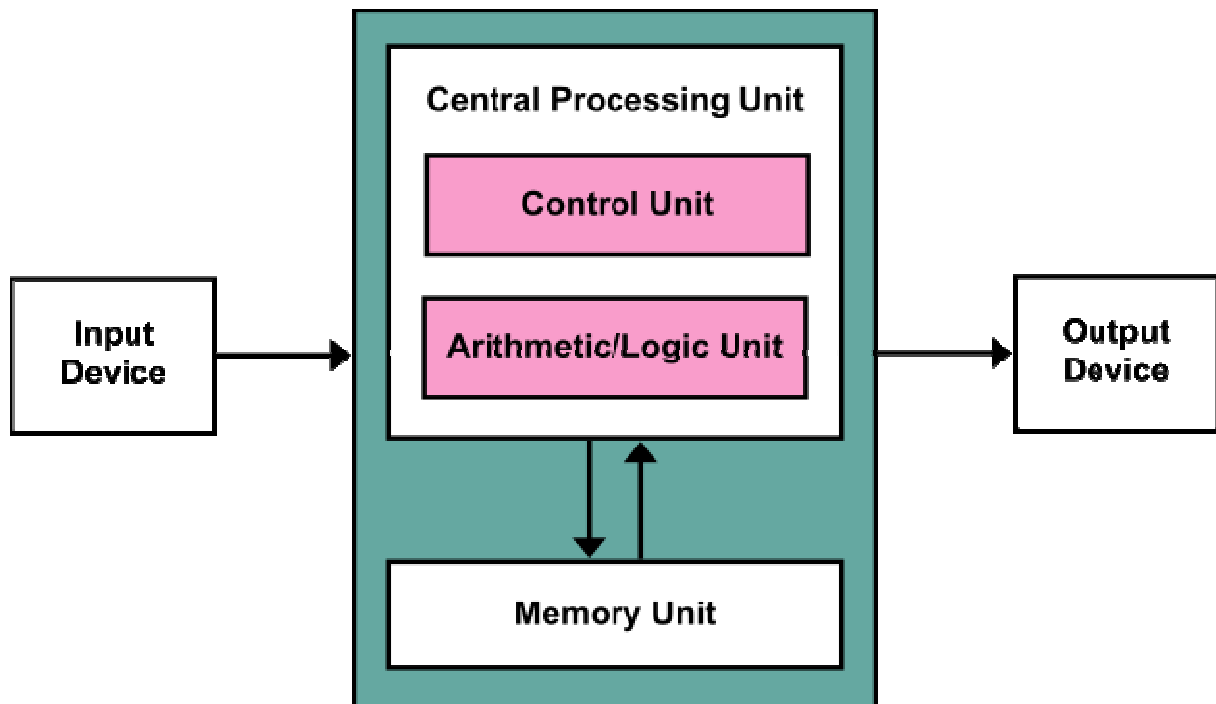 Central Processing Unit
Control Unit
Arithmetic/Logic Unit
Input
Device
Output
Device
Memory Unit